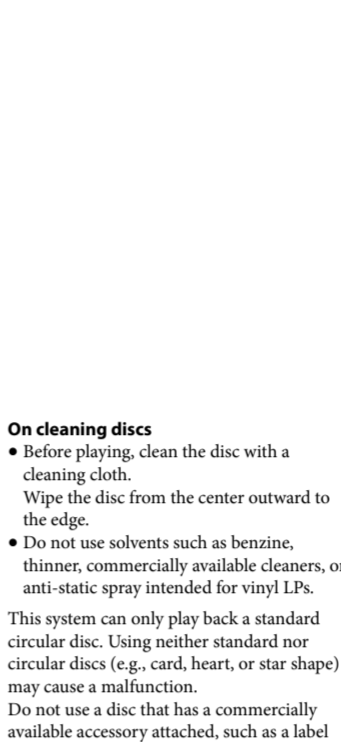 On cleaning discs
● Before playing, clean the disc with a
cleaning cloth.
Wipe the disc from the center outward to
the edge.
● Do not use solvents such as benzine,
thinner, commercially available cleaners, or
anti-static spray intended for vinyl LPs.
This system can only play back a standard
circular disc. Using neither standard nor
circular discs (e.g., card, heart, or star shape)
may cause a malfunction.
Do not use a disc that has a commercially
available accessory attached, such as a label